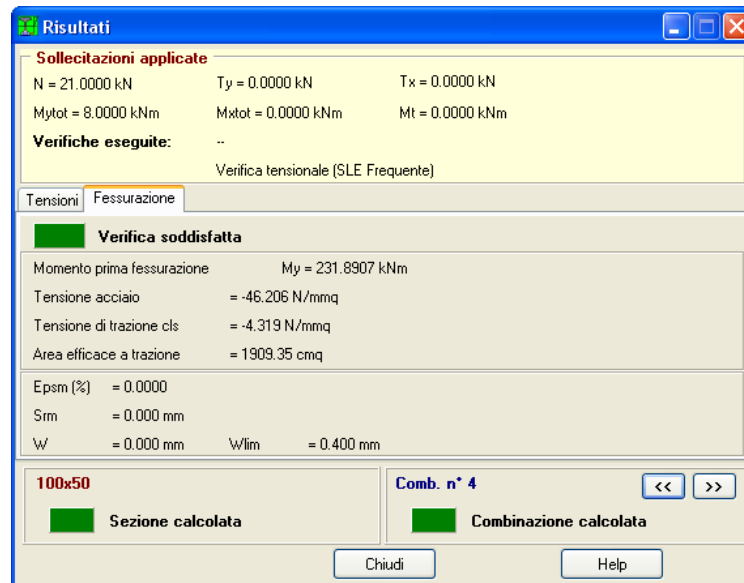 Risultati
Sollecitazioni applicate
N = 21.0000 kN Ty = 0.0000 kN Tx = 0.0000 kN
Mytot = 8.0000 kNm Mxtot = 0.0000 kNm Mt = 0.0000 kNm
Verifiche eseguite: --
Verifica tensionale (SLE Frequente)
Tensioni Fessurazione
Verifica soddisfatta
Momento prima fessurazione My = 231.8907 kNm
Tensione acciaio = -46.206 N/mmq
Tensione di trazione cls = -4.319 N/mmq
Area efficace a trazione = 1909.35 cmq
Epsm (%) = 0.0000
Srm = 0.000 mm
W = 0.000 mm Wlim = 0.400 mm
100x50 Comb. n° 4 << >>
Sezione calcolata Combinazione calcolata
Chiudi Help